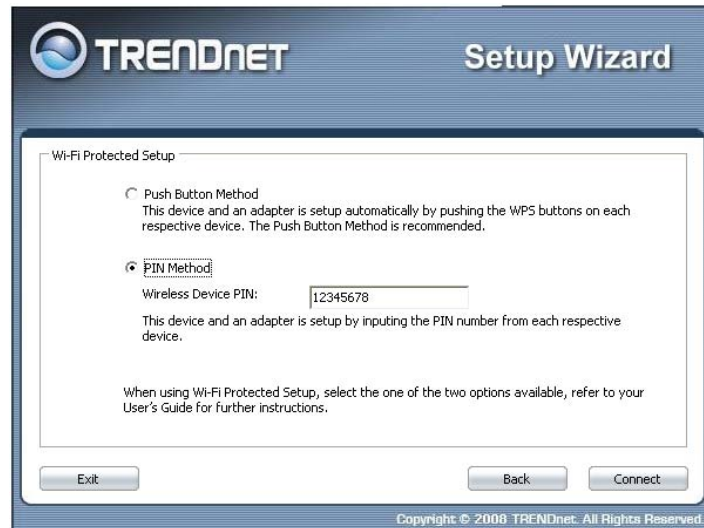 TRENDNET
Setup Wizard
Wi-Fi Protected Setup
Push Button Method
This device and an adapter is setup automatically by pushing the WPS buttons on each
respective device. The Push Button Method is recommended.
PIN Method
Wireless Device PIN:
12345678
This device and an adapter is setup by inputing the PIN number from each respective
device.
When using Wi-Fi Protected Setup, select the one of the two options available, refer to your
User's Guide for further instructions.
Exit
Back
Connect
Copyright © 2008 TRENDnet. All Rights Reserved.